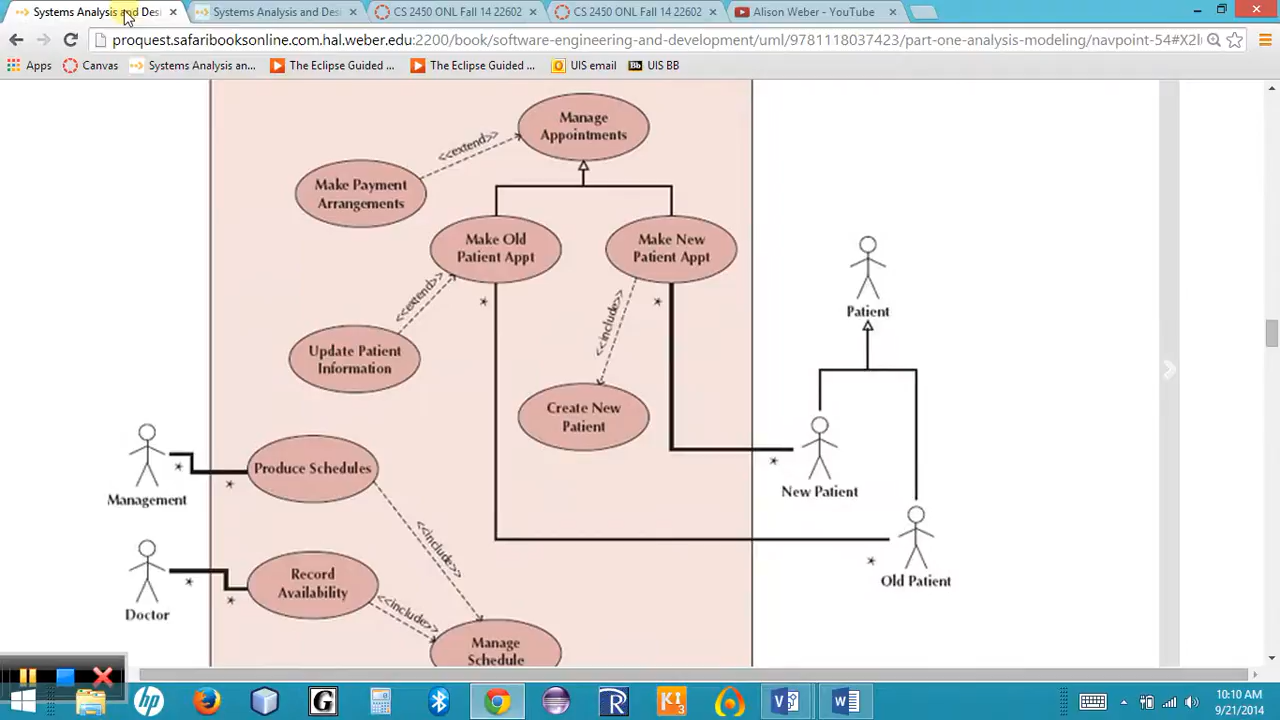 Systems Analysis and Desi
Systems Analysis and Desi
CS 2450 ONL Fall 14 22602
CS 2450 ONL Fall 14 22602
Alison Weber - YouTube
proquest.safaribooksonline.com.hal.weber.edu:2200/book/software-engineering-and-development/uml/9781118037423/part-one-analysis-modeling/navpoint-54#X2l
Apps
Canvas
Systems Analysis an...
The Eclipse Guided ...
The Eclipse Guided ...
UIS email
UIS BB
Manage
Appointments
<<extend>>
Make Payment
Arrangements
Make Old
Patient Appt
Make New
Patient Appt
*
*
<<extend>>
<<include>>
Patient
Update Patient
Information
Create New
Patient
*
New Patient
Management
*
Produce Schedules
*
<<include>>
*
Old Patient
Doctor
*
Record
Availability
*
<<include>>
Manage
Schedule
10:10 AM
9/21/2014